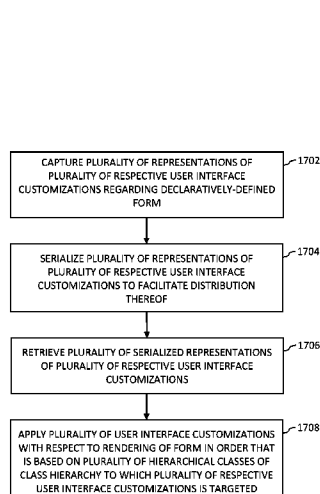 CAPTURE PLURALITY OF REPRESENTATIONS OF
PLURALITY OF RESPECTIVE USER INTERFACE
CUSTOMIZATIONS REGARDING DECLARATIVELY-DEFINED
FORM
1702
SERIALIZE PLURALITY OF REPRESENTATIONS OF
PLURALITY OF RESPECTIVE USER INTERFACE
CUSTOMIZATIONS TO FACILITATE DISTRIBUTION
THEREOF
1704
RETRIEVE PLURALITY OF SERIALIZED REPRESENTATIONS
OF PLURALITY OF RESPECTIVE USER INTERFACE
CUSTOMIZATIONS
1706
APPLY PLURALITY OF USER INTERFACE CUSTOMIZATIONS
WITH RESPECT TO RENDERING OF FORM IN ORDER THAT
IS BASED ON PLURALITY OF HIERARCHICAL CLASSES OF
CLASS HIERARCHY TO WHICH PLURALITY OF RESPECTIVE
USER INTERFACE CUSTOMIZATIONS IS TARGETED
1708